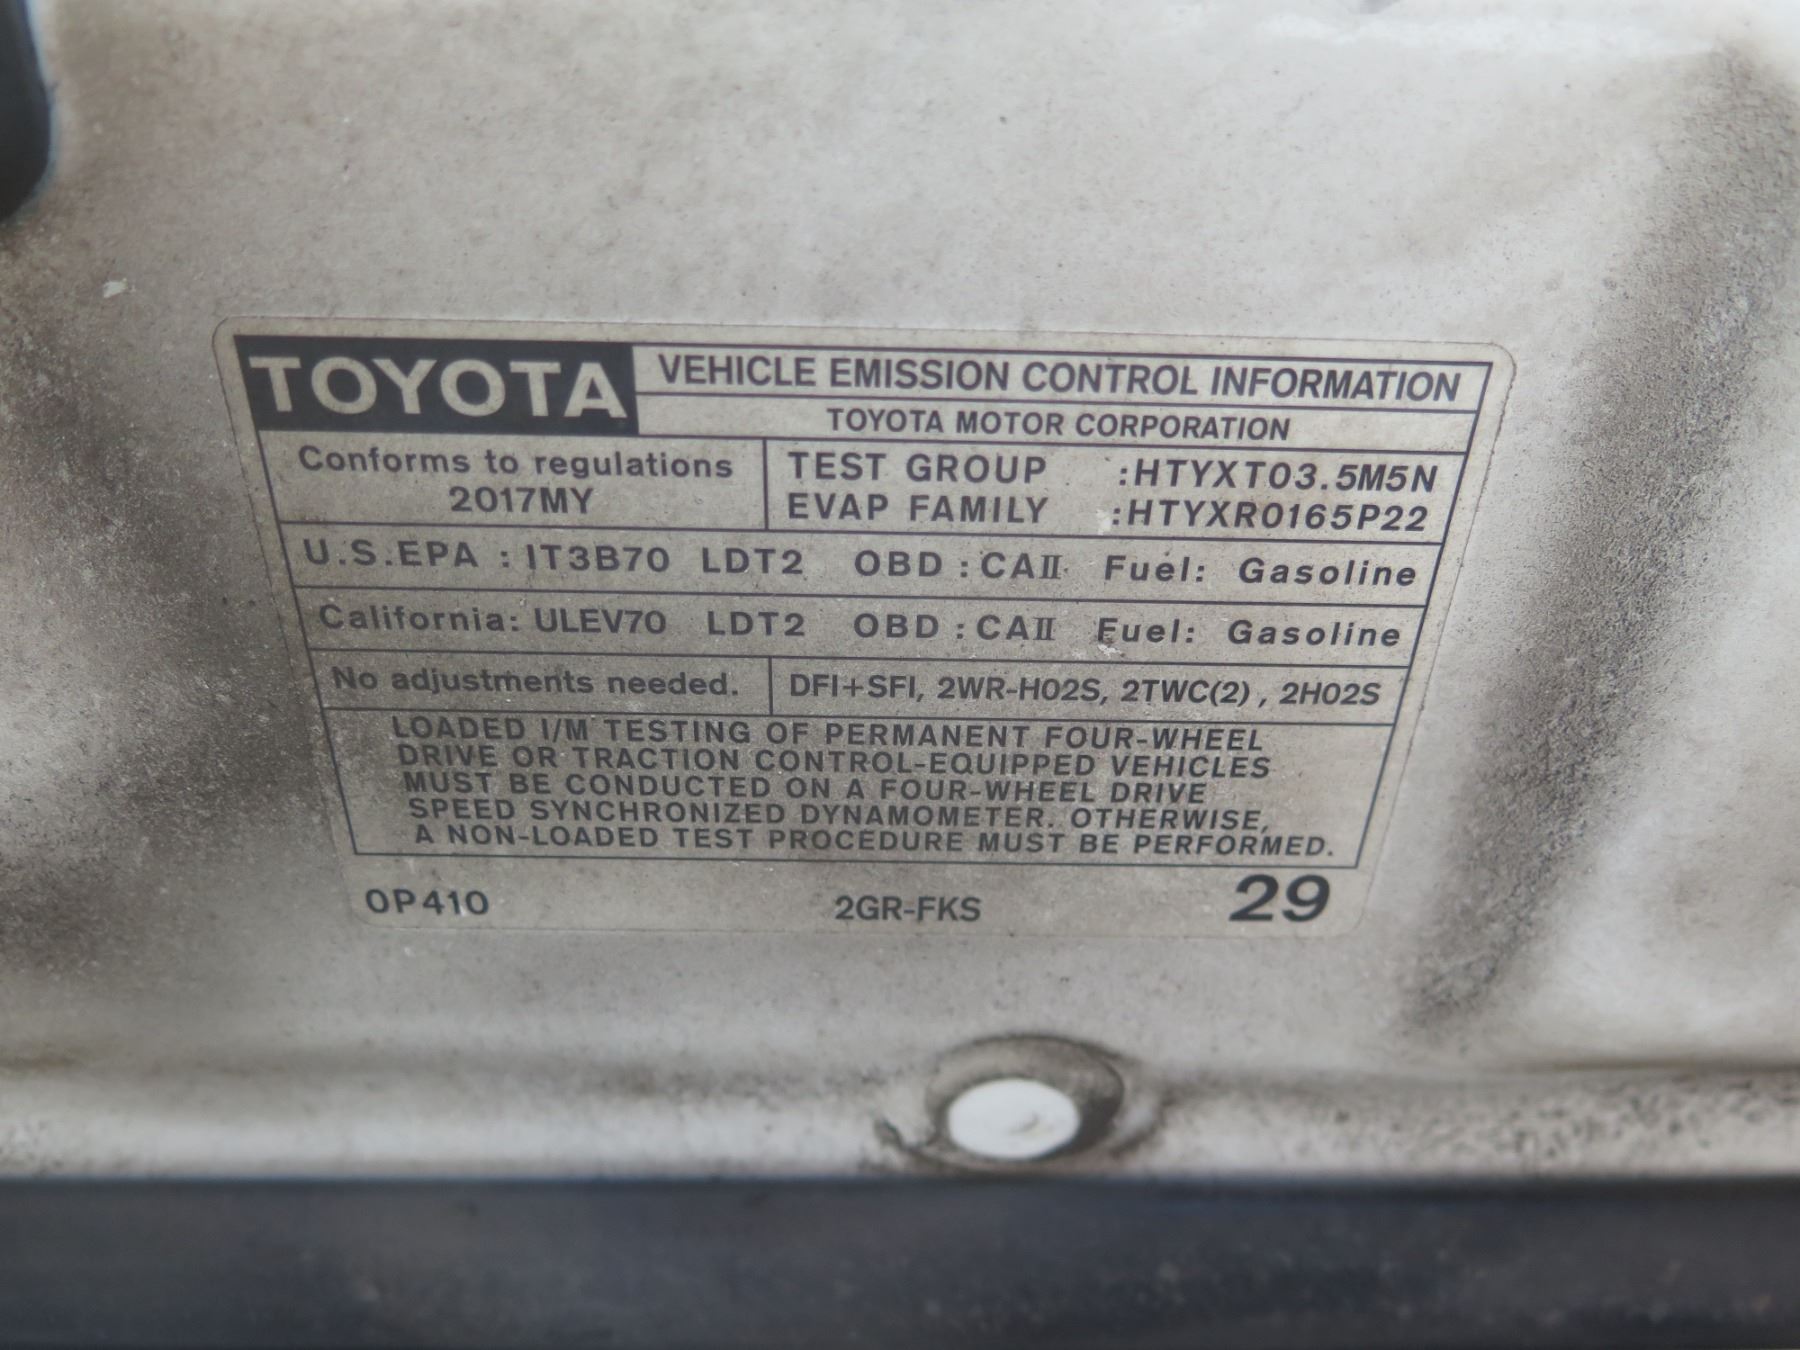 TOYOTA
VEHICLE EMISSION CONTROL INFORMATION
TOYOTA MOTOR CORPORATION
Conforms to regulations
2017MY
TEST GROUP :HTYXT03.5M5N
EVAP FAMILY :HTYXR0165P22
U.S.EPA : IT3B70 LDT2 OBD : CAII Fuel: Gasoline
California: ULEV70 LDT2 OBD : CAII Fuel: Gasoline
No adjustments needed.
DFI+SFI, 2WR-HO2S, 2TWC(2) , 2HO2S
LOADED I/M TESTING OF PERMANENT FOUR-WHEEL
DRIVE OR TRACTION CONTROL-EQUIPPED VEHICLES
MUST BE CONDUCTED ON A FOUR-WHEEL DRIVE
SPEED SYNCHRONIZED DYNAMOMETER. OTHERWISE,
A NON-LOADED TEST PROCEDURE MUST BE PERFORMED.
0P410 2GR-FKS 29